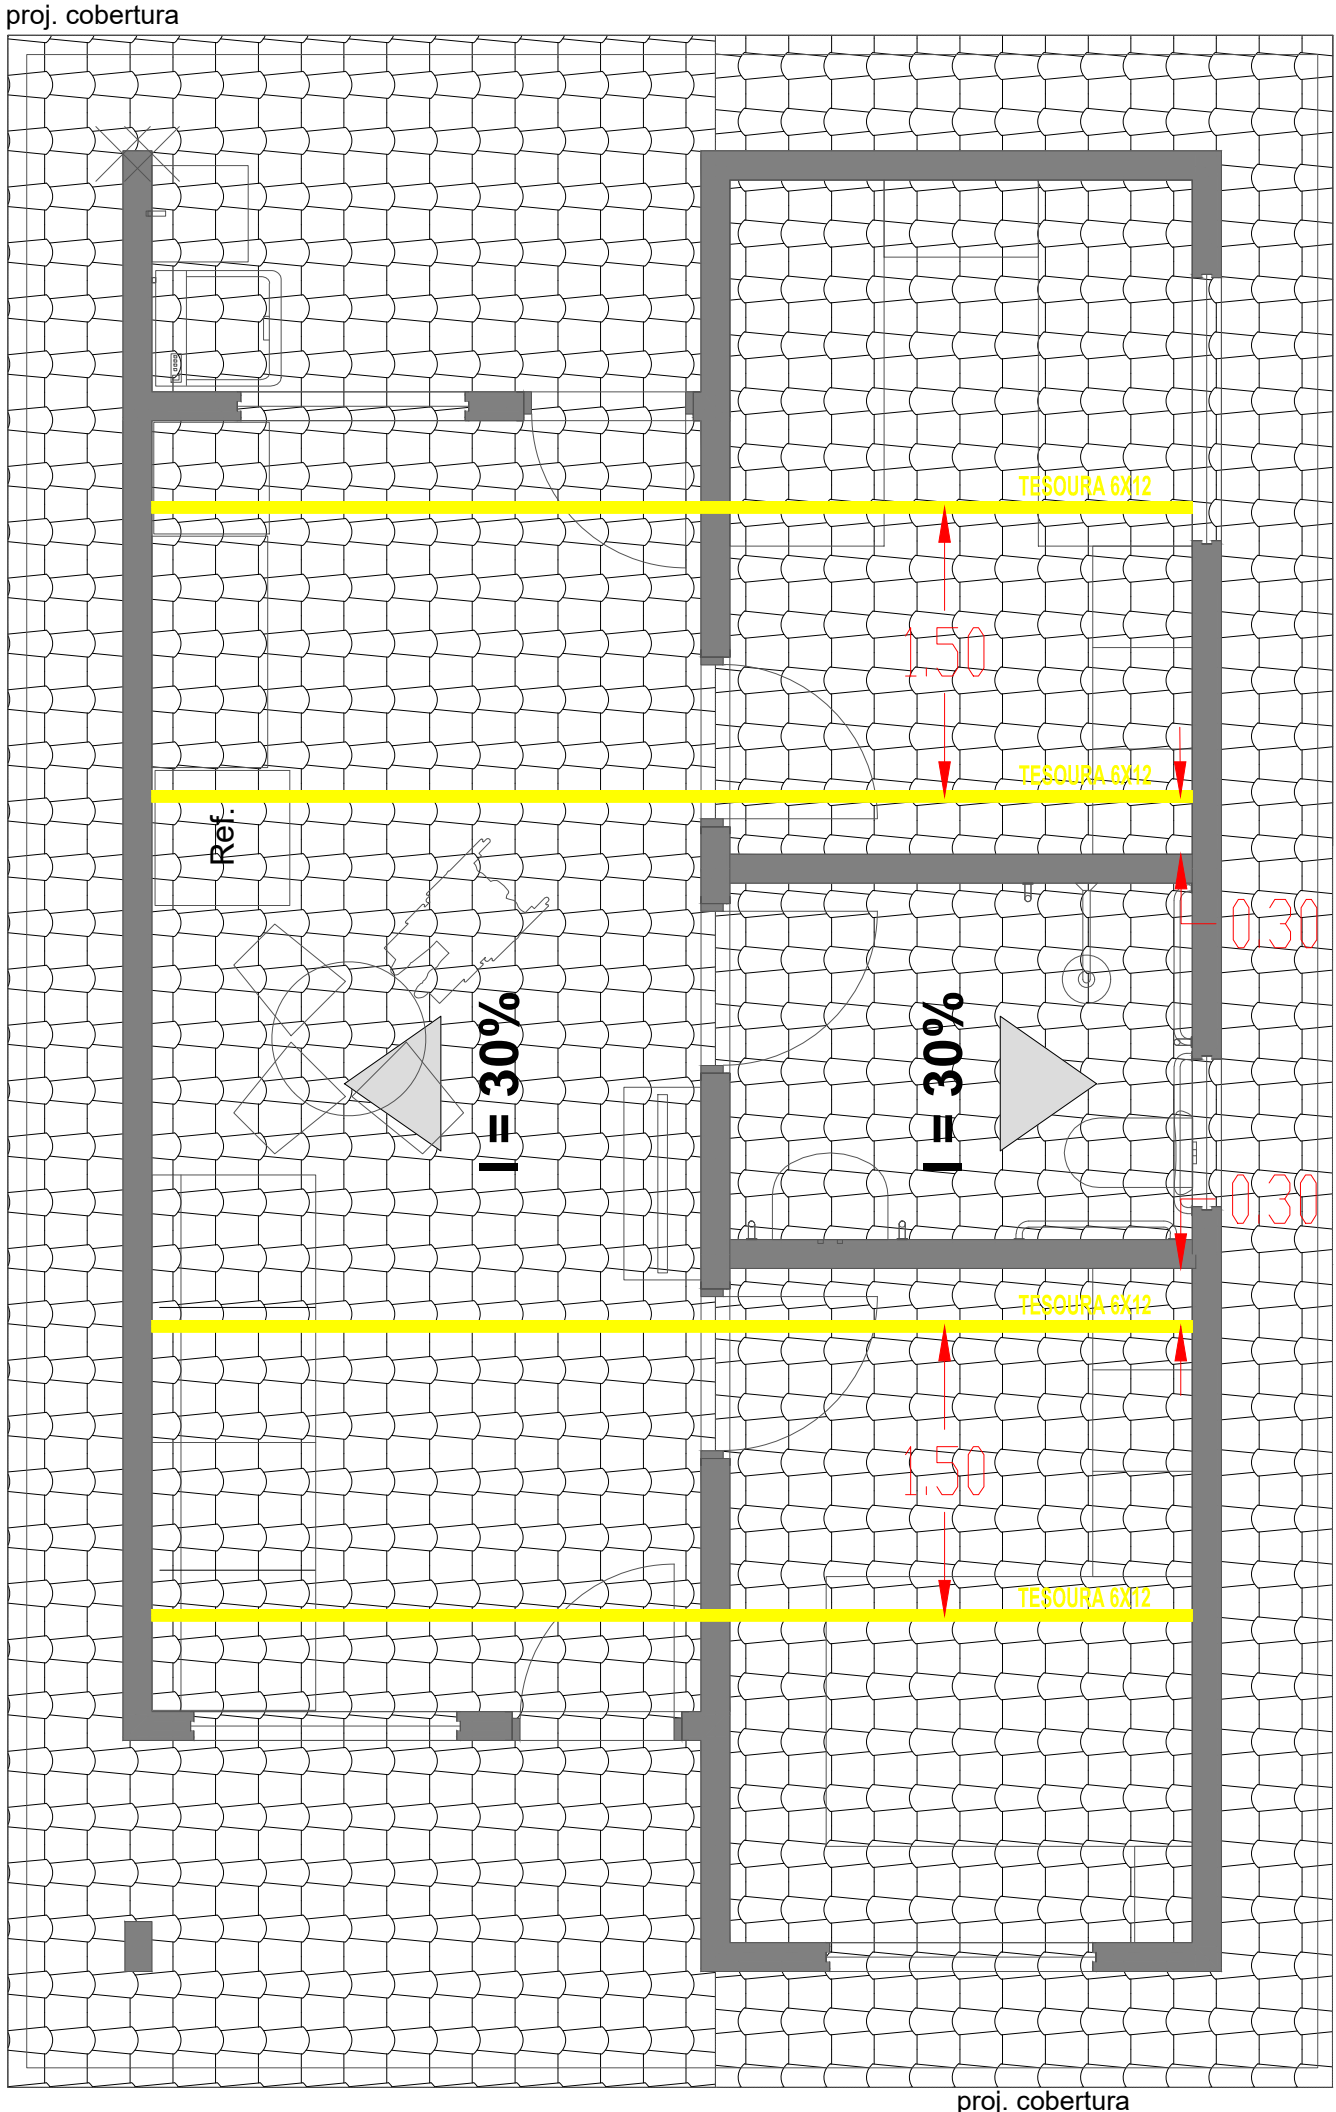 proj. cobertura
TESOURA 6X12
1,50
TESOURA 6X12
Ref.
0,30
I = 30%
I = 30%
0,30
TESOURA 6X12
1,50
TESOURA 6X12
proj. cobertura